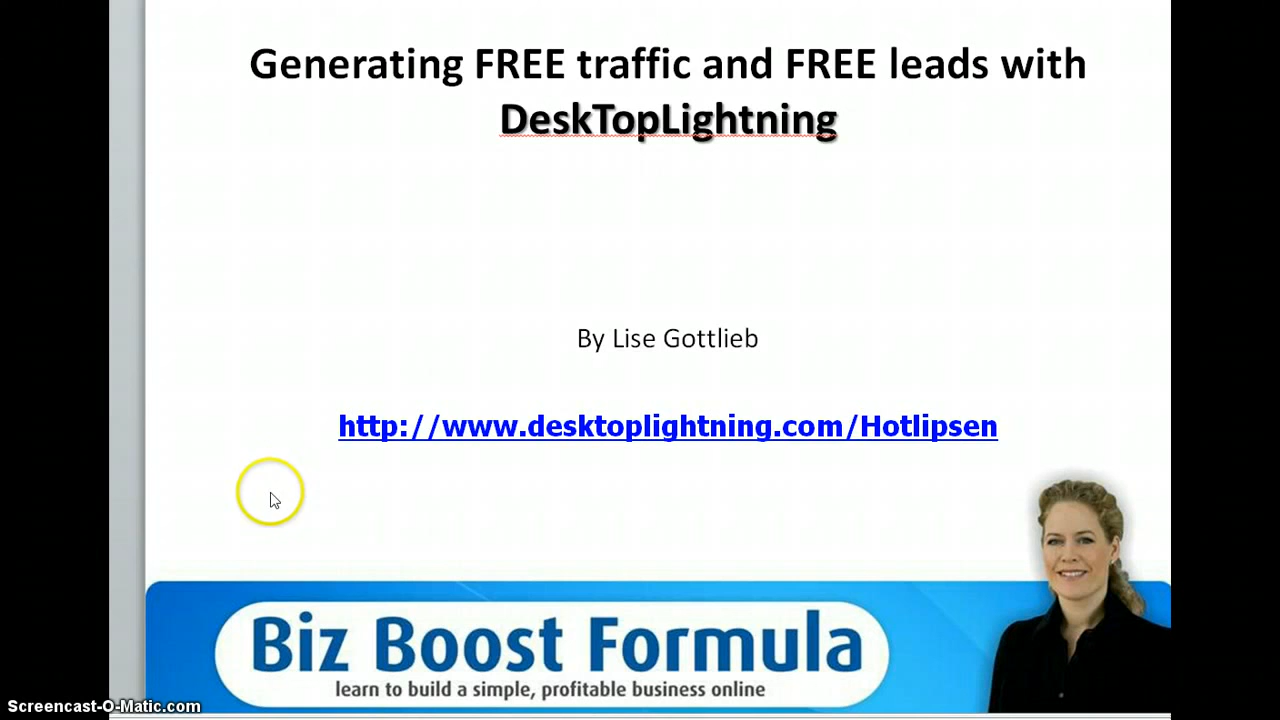 Generating FREE traffic and FREE leads with
DeskTopLightning
By Lise Gottlieb
http://www.desktoplightning.com/Hotlipsen
Biz Boost Formula
learn to build a simple, profitable business online
Screencast-O-Matic.com